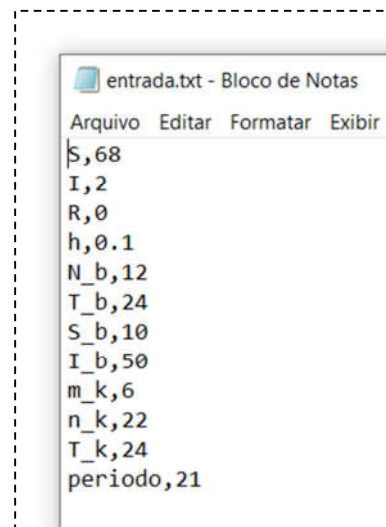 entrada.txt - Bloco de Notas
Arquivo Editar Formatar Exibir
S,68
I,2
R,0
h,0.1
N_b,12
T_b,24
S_b,10
I_b,50
m_k,6
n_k,22
T_k,24
periodo,21